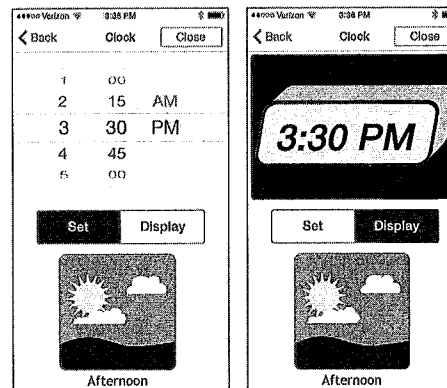 Verizon 3:38 PM
Back Clock Close
1 00
2 15 AM
3 30 PM
4 45
5 00
Set Display
Afternoon
Verizon 3:38 PM
Back Clock Close
3:30 PM
Set Display
Afternoon